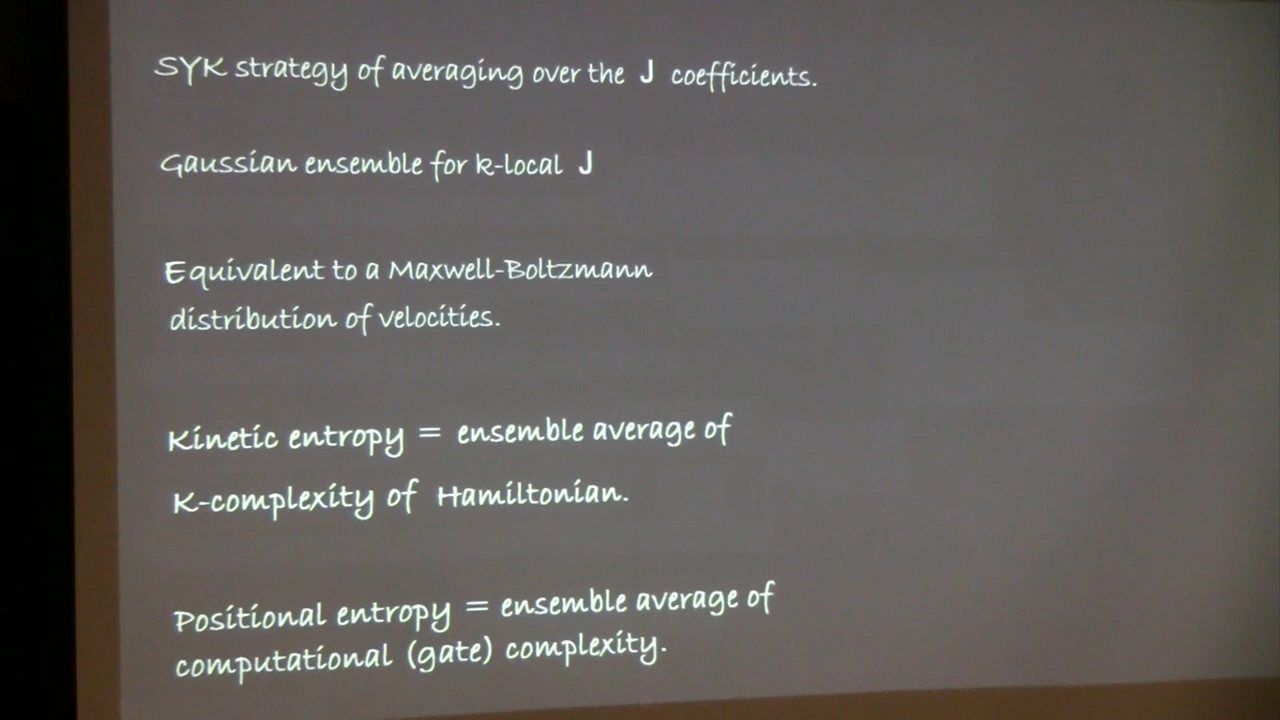 SYK strategy of averaging over the J coefficients.
Gaussian ensemble for k-local J
Equivalent to a Maxwell-Boltzmann
distribution of velocities.
Kinetic entropy = ensemble average of
K-complexity of Hamiltonian.
Positional entropy = ensemble average of
computational (gate) complexity.